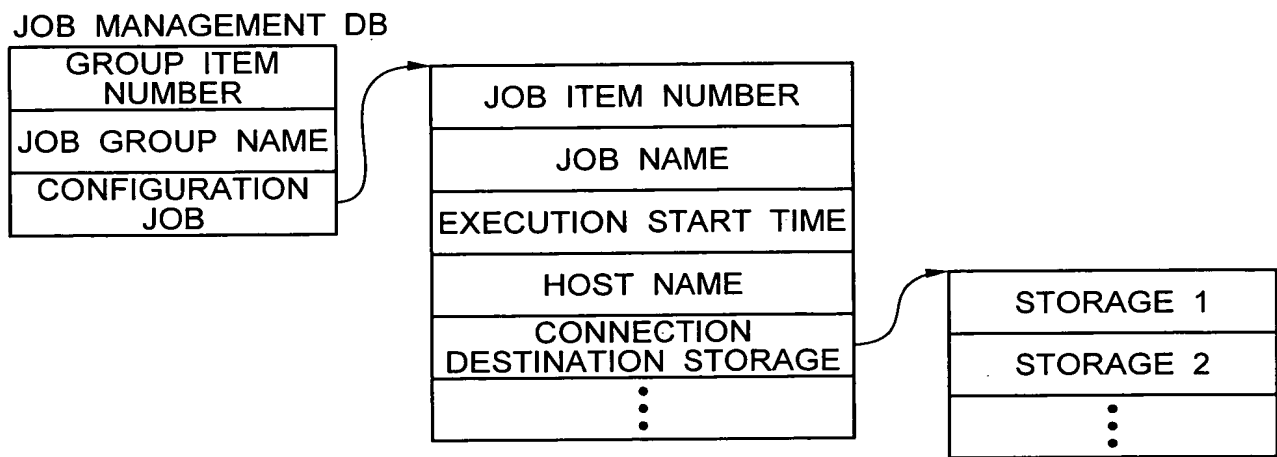 JOB MANAGEMENT DB
GROUP ITEM
NUMBER
JOB GROUP NAME
CONFIGURATION
JOB
JOB ITEM NUMBER
JOB NAME
EXECUTION START TIME
HOST NAME
CONNECTION
DESTINATION STORAGE
STORAGE 1
STORAGE 2